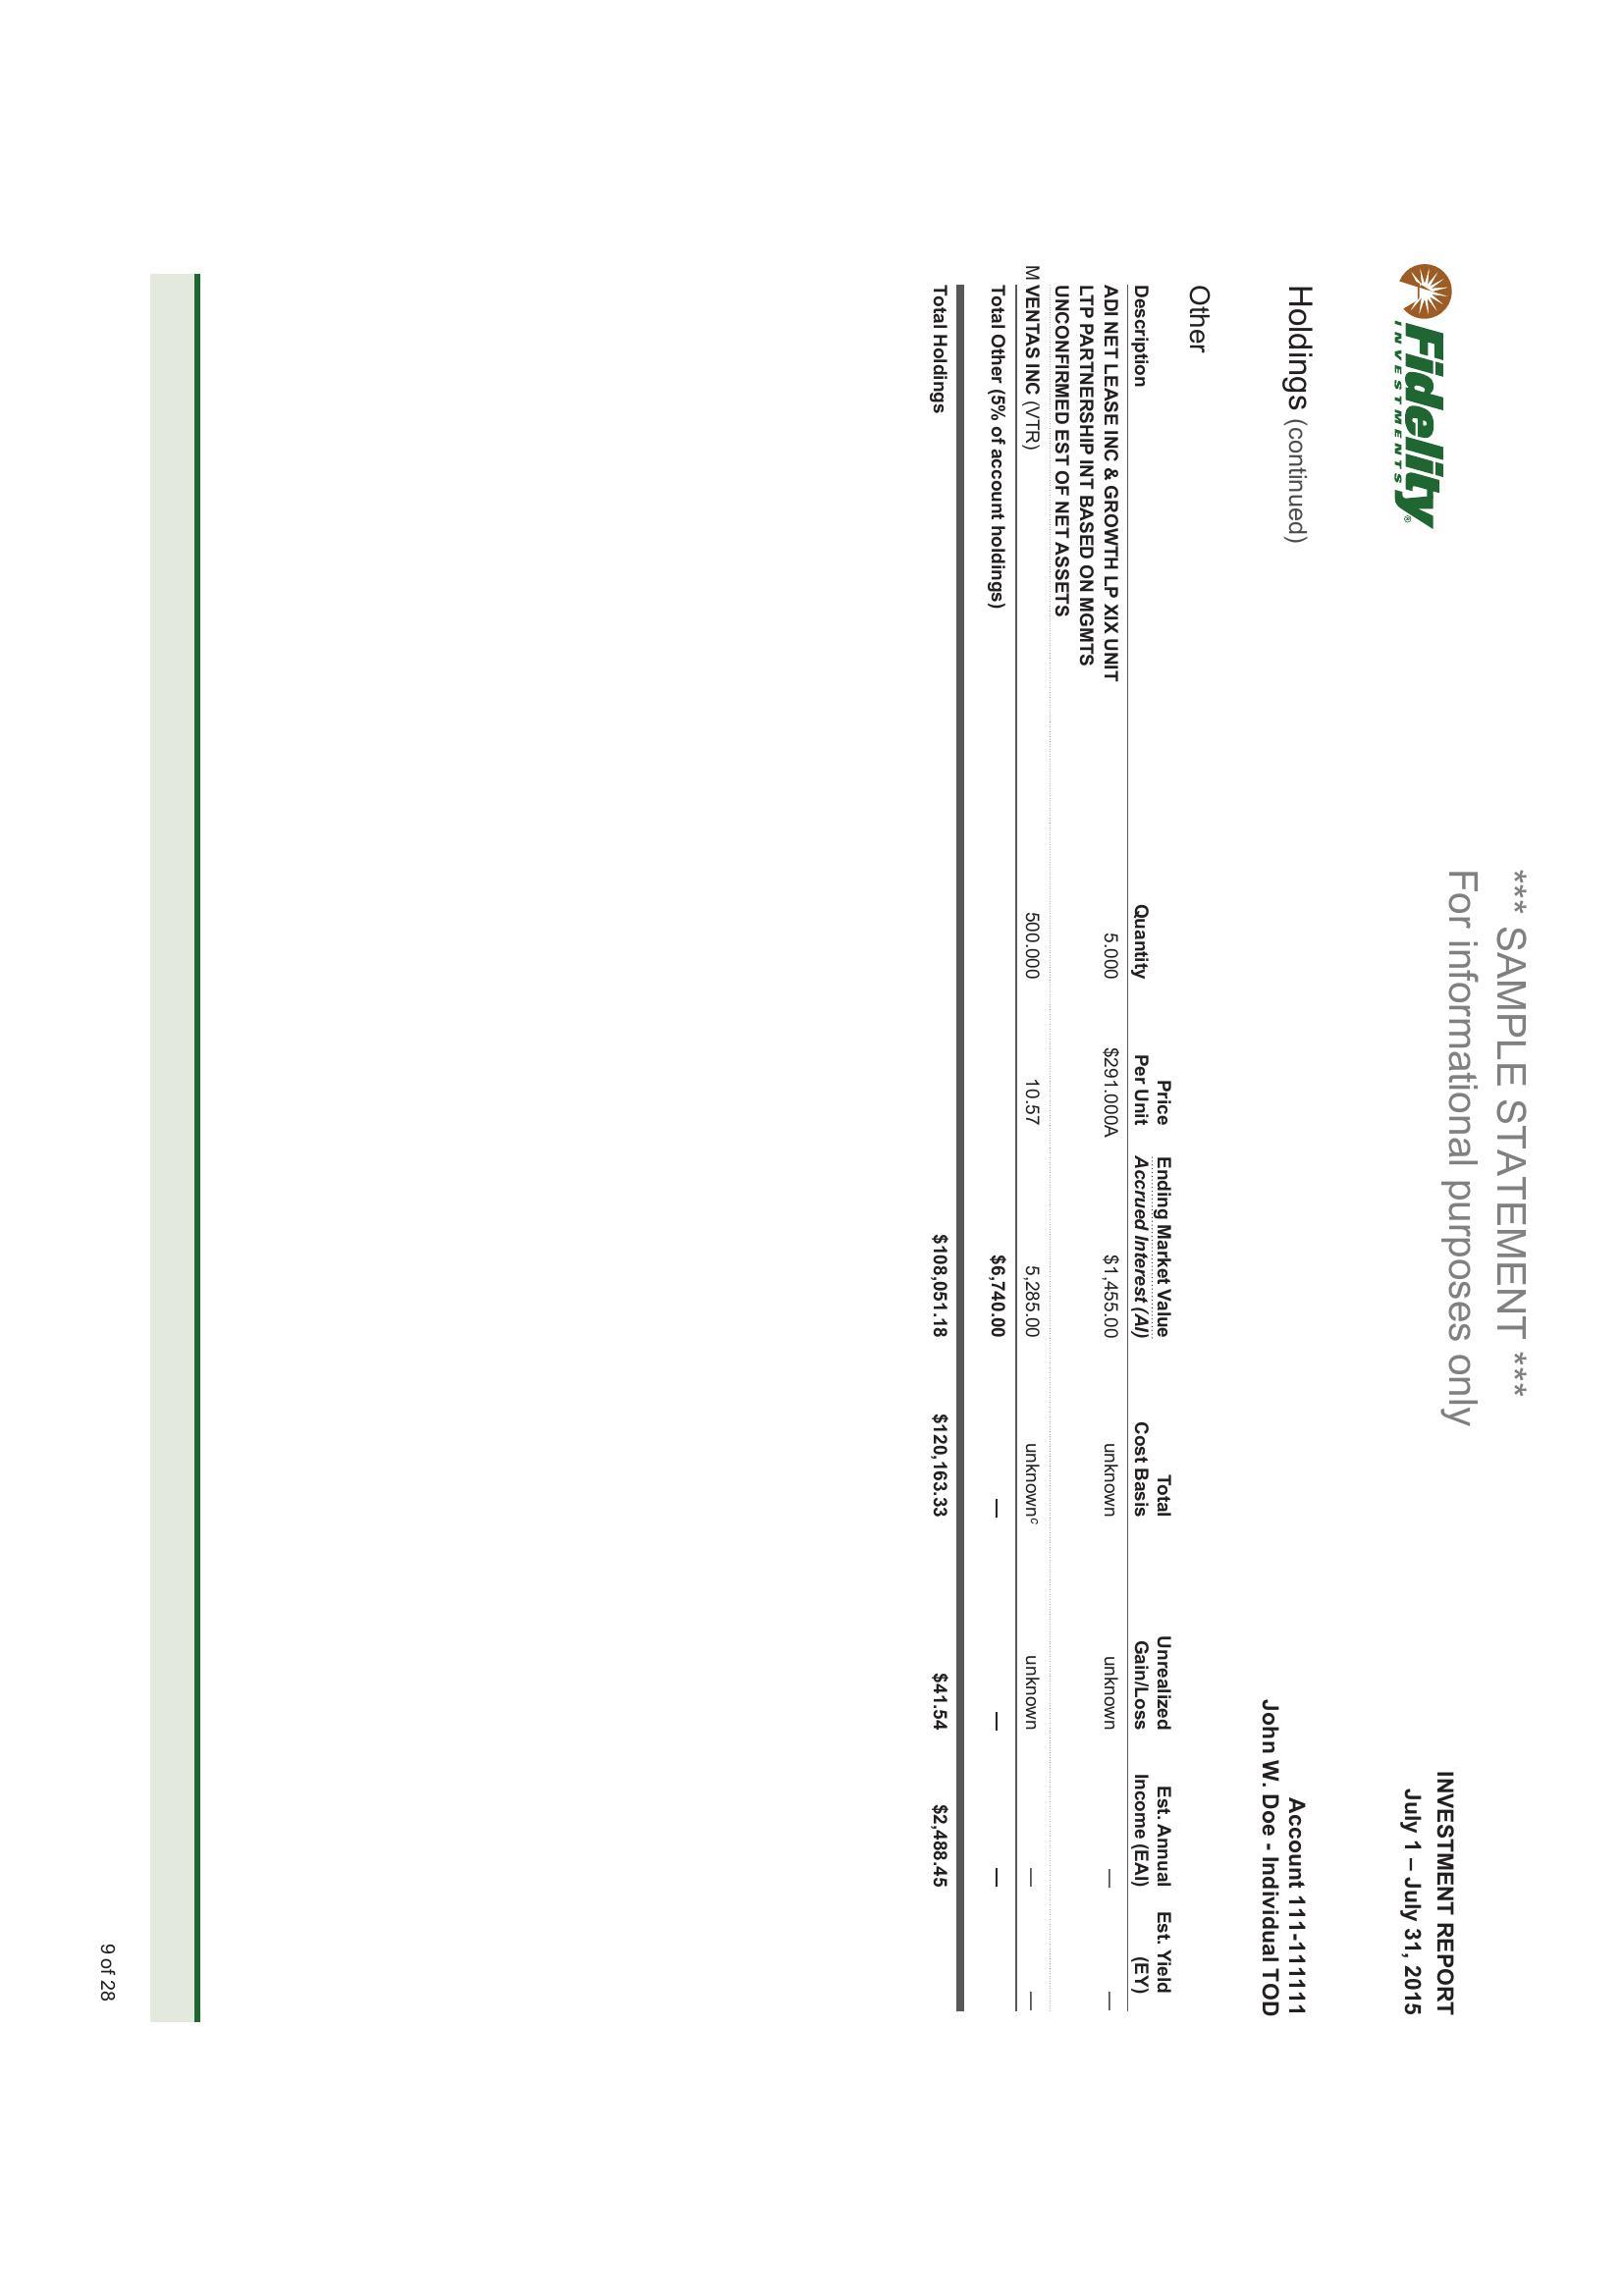 *** SAMPLE STATEMENT ***
For informational purposes only
Fidelity®
INVESTMENTS
INVESTMENT REPORT
July 1 – July 31, 2015
Holdings (continued)
Account 111-111111
John W. Doe - Individual TOD
Other
Price Ending Market Value Total Unrealized Est. Annual Est. Yield
Description Quantity Per Unit Accrued Interest (AI) Cost Basis Gain/Loss Income (EAI) (EY)
ADI NET LEASE INC & GROWTH LP XIX UNIT 5.000 $291.000A $1,455.00 unknown unknown — —
LTP PARTNERSHIP INT BASED ON MGMTS
UNCONFIRMED EST OF NET ASSETS
M VENTAS INC (VTR) 500.000 10.57 5,285.00 unknownc unknown — —
Total Other (5% of account holdings) $6,740.00 — — —
Total Holdings $108,051.18 $120,163.33 $41.54 $2,488.45
9 of 28